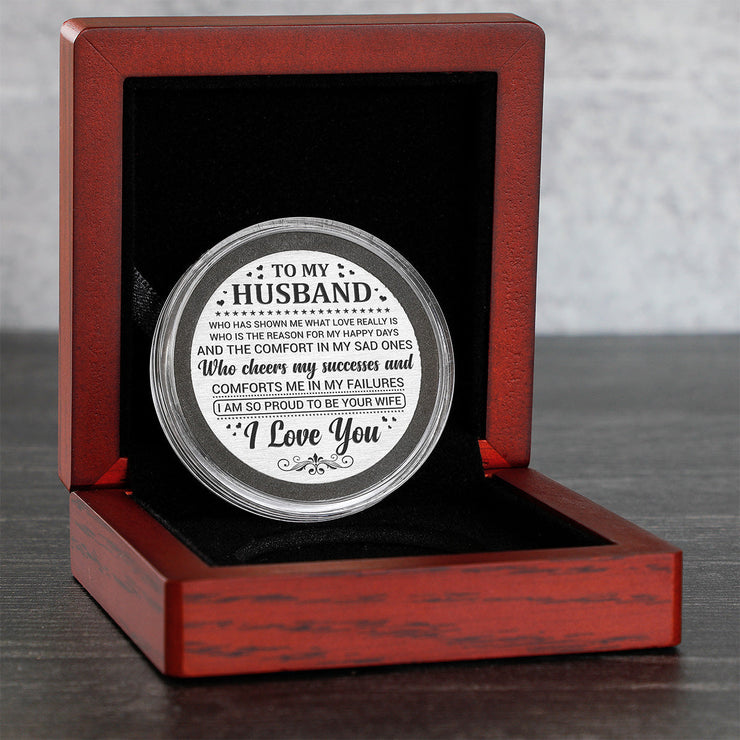 TO MY
HUSBAND
WHO HAS SHOWN ME WHAT LOVE REALLY IS
WHO IS THE REASON FOR MY HAPPY DAYS
AND THE COMFORT IN MY SAD ONES
Who cheers my successes and
COMFORTS ME IN MY FAILURES
I AM SO PROUD TO BE YOUR WIFE
I Love You